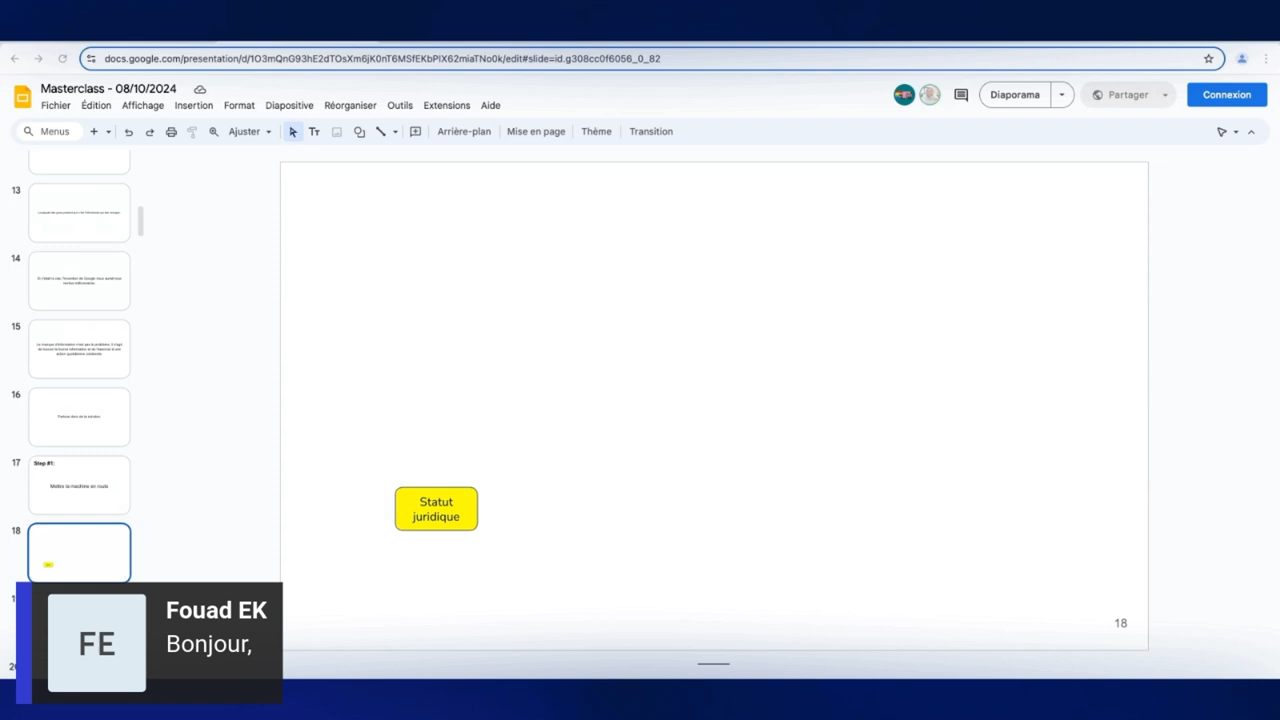 docs.google.com/presentation/d/1O3mQnG93hE2dTOsXm6jK0nT6MSfEKbPIX62miaTNo0k/edit#slide=id.g308cc0f6056_0_82
Masterclass - 08/10/2024
Fichier Édition Affichage Insertion Format Diapositive Réorganiser Outils Extensions Aide
Diaporama
Partager
Connexion
Menus
Ajuster
Arrière-plan
Mise en page
Thème
Transition
13
14
15
16
17
Step #1:
Mettre la machine en route
18
Statut
juridique
18
Fouad EK
FE
Bonjour,